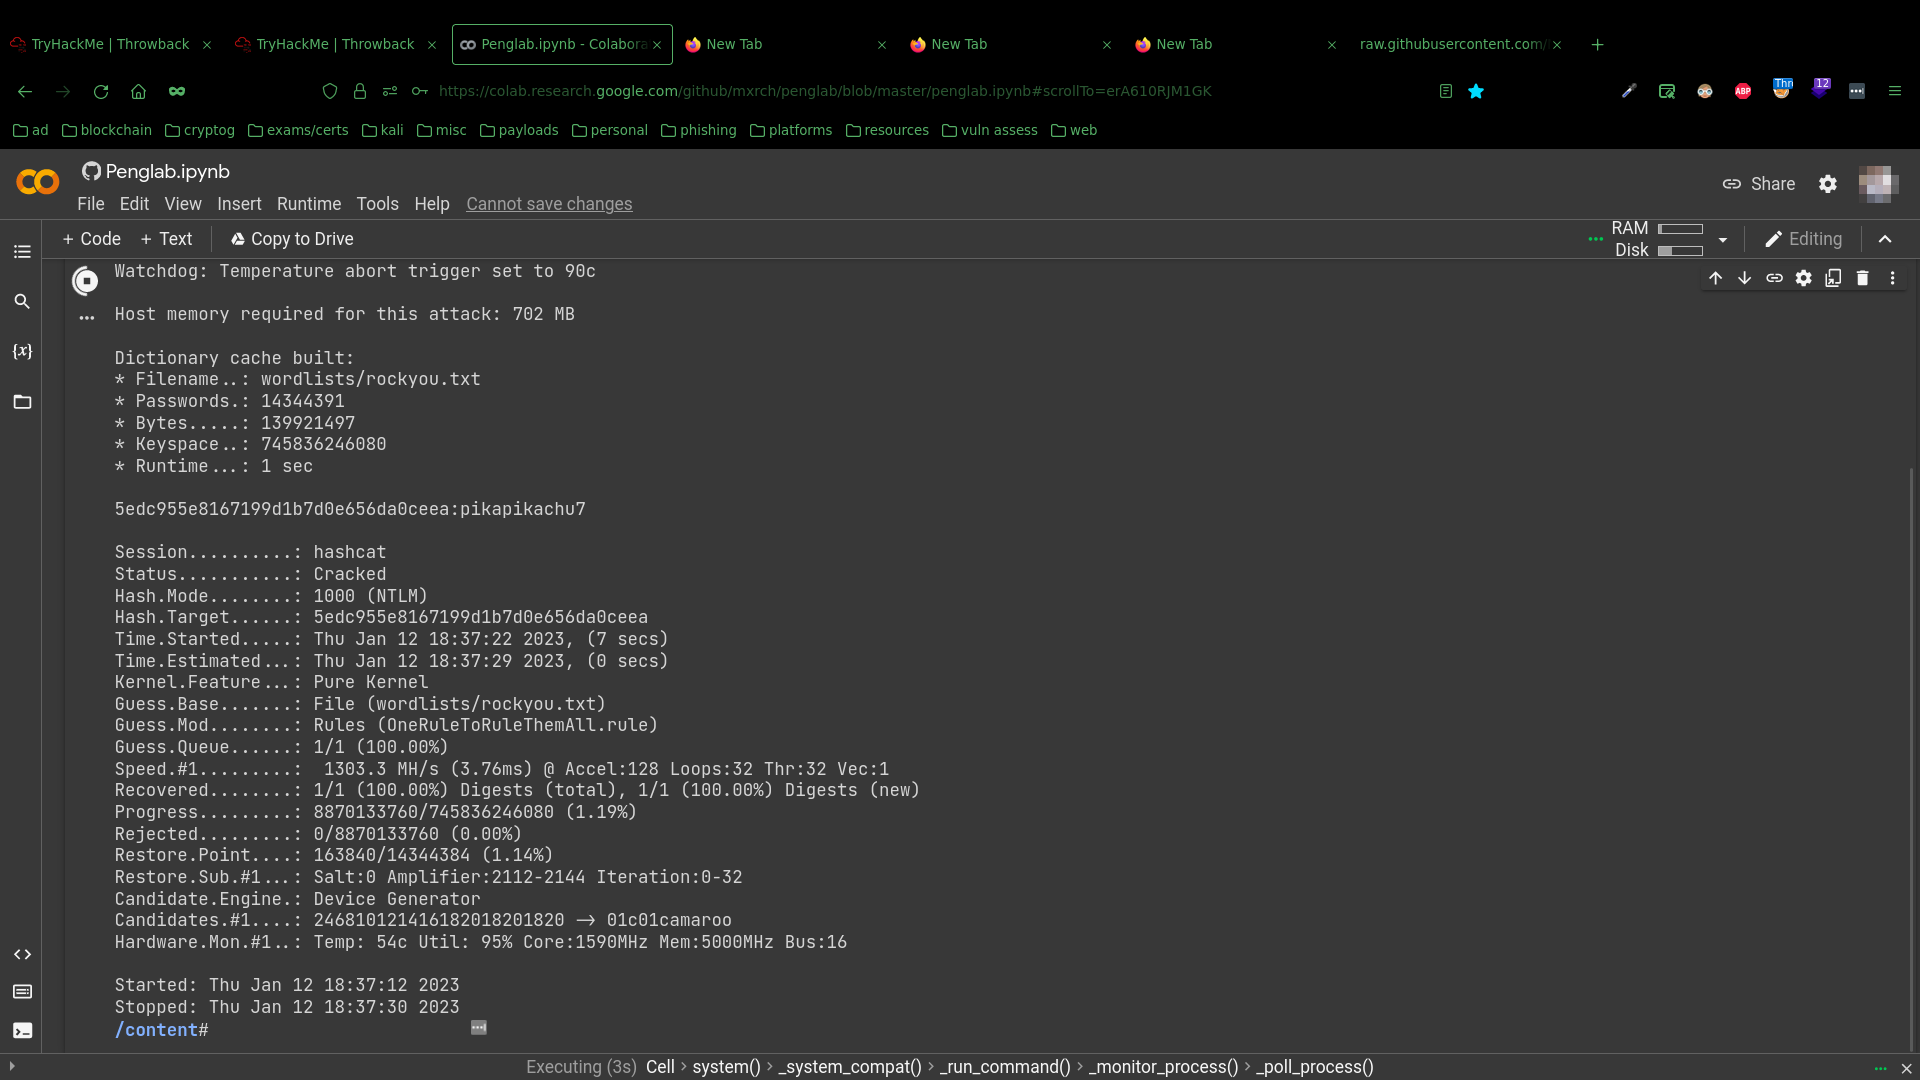 TryHackMe | Throwback
TryHackMe | Throwback
Penglab.ipynb - Colabora
New Tab
New Tab
New Tab
raw.githubusercontent.com/
https://colab.research.google.com/github/mxrch/penglab/blob/master/penglab.ipynb#scrollTo=erA610RJM1GK
ABP
Thr
12
ad blockchain cryptog exams/certs kali misc payloads personal phishing platforms resources vuln assess web
Penglab.ipynb
File Edit View Insert Runtime Tools Help Cannot save changes
Share
+ Code + Text Copy to Drive
RAM
Disk
Editing
Watchdog: Temperature abort trigger set to 90c
Host memory required for this attack: 702 MB
Dictionary cache built:
* Filename..: wordlists/rockyou.txt
* Passwords.: 14344391
* Bytes.....: 139921497
* Keyspace..: 745836246080
* Runtime...: 1 sec
5edc955e8167199d1b7d0e656da0ceea:pikapikachu7
Session..........: hashcat
Status...........: Cracked
Hash.Mode........: 1000 (NTLM)
Hash.Target......: 5edc955e8167199d1b7d0e656da0ceea
Time.Started.....: Thu Jan 12 18:37:22 2023, (7 secs)
Time.Estimated...: Thu Jan 12 18:37:29 2023, (0 secs)
Kernel.Feature...: Pure Kernel
Guess.Base.......: File (wordlists/rockyou.txt)
Guess.Mod........: Rules (OneRuleToRuleThemAll.rule)
Guess.Queue......: 1/1 (100.00%)
Speed.#1.........:  1303.3 MH/s (3.76ms) @ Accel:128 Loops:32 Thr:32 Vec:1
Recovered........: 1/1 (100.00%) Digests (total), 1/1 (100.00%) Digests (new)
Progress.........: 8870133760/745836246080 (1.19%)
Rejected.........: 0/8870133760 (0.00%)
Restore.Point....: 163840/14344384 (1.14%)
Restore.Sub.#1...: Salt:0 Amplifier:2112-2144 Iteration:0-32
Candidate.Engine.: Device Generator
Candidates.#1....: 246810121416182018201820 -> 01c01camaroo
Hardware.Mon.#1..: Temp: 54c Util: 95% Core:1590MHz Mem:5000MHz Bus:16
Started: Thu Jan 12 18:37:12 2023
Stopped: Thu Jan 12 18:37:30 2023
/content#
Executing (3s) Cell > system() > _system_compat() > _run_command() > _monitor_process() > _poll_process()